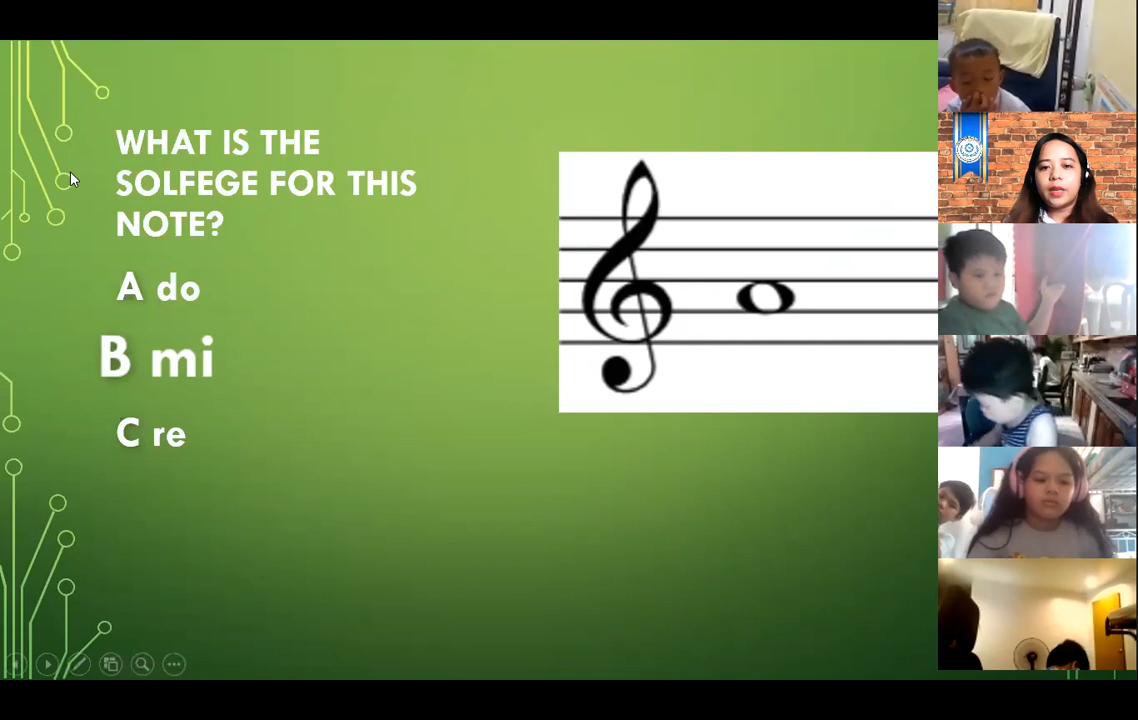 WHAT IS THE
SOLFEGE FOR THIS
NOTE?
A do
B mi
C re